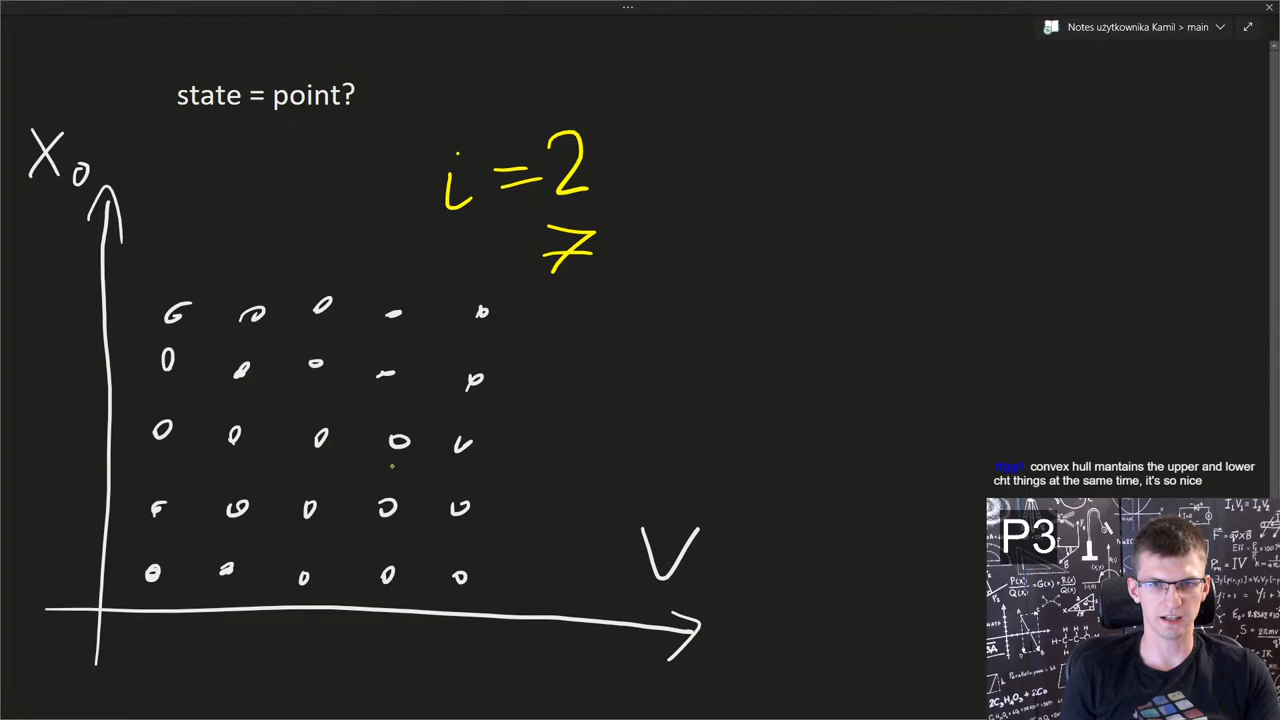 Notes użytkownika Kamil > main
state = point?
X₀
i = 2
7
V
convex hull mantains the upper and lower
cht things at the same time, it's so nice
P3